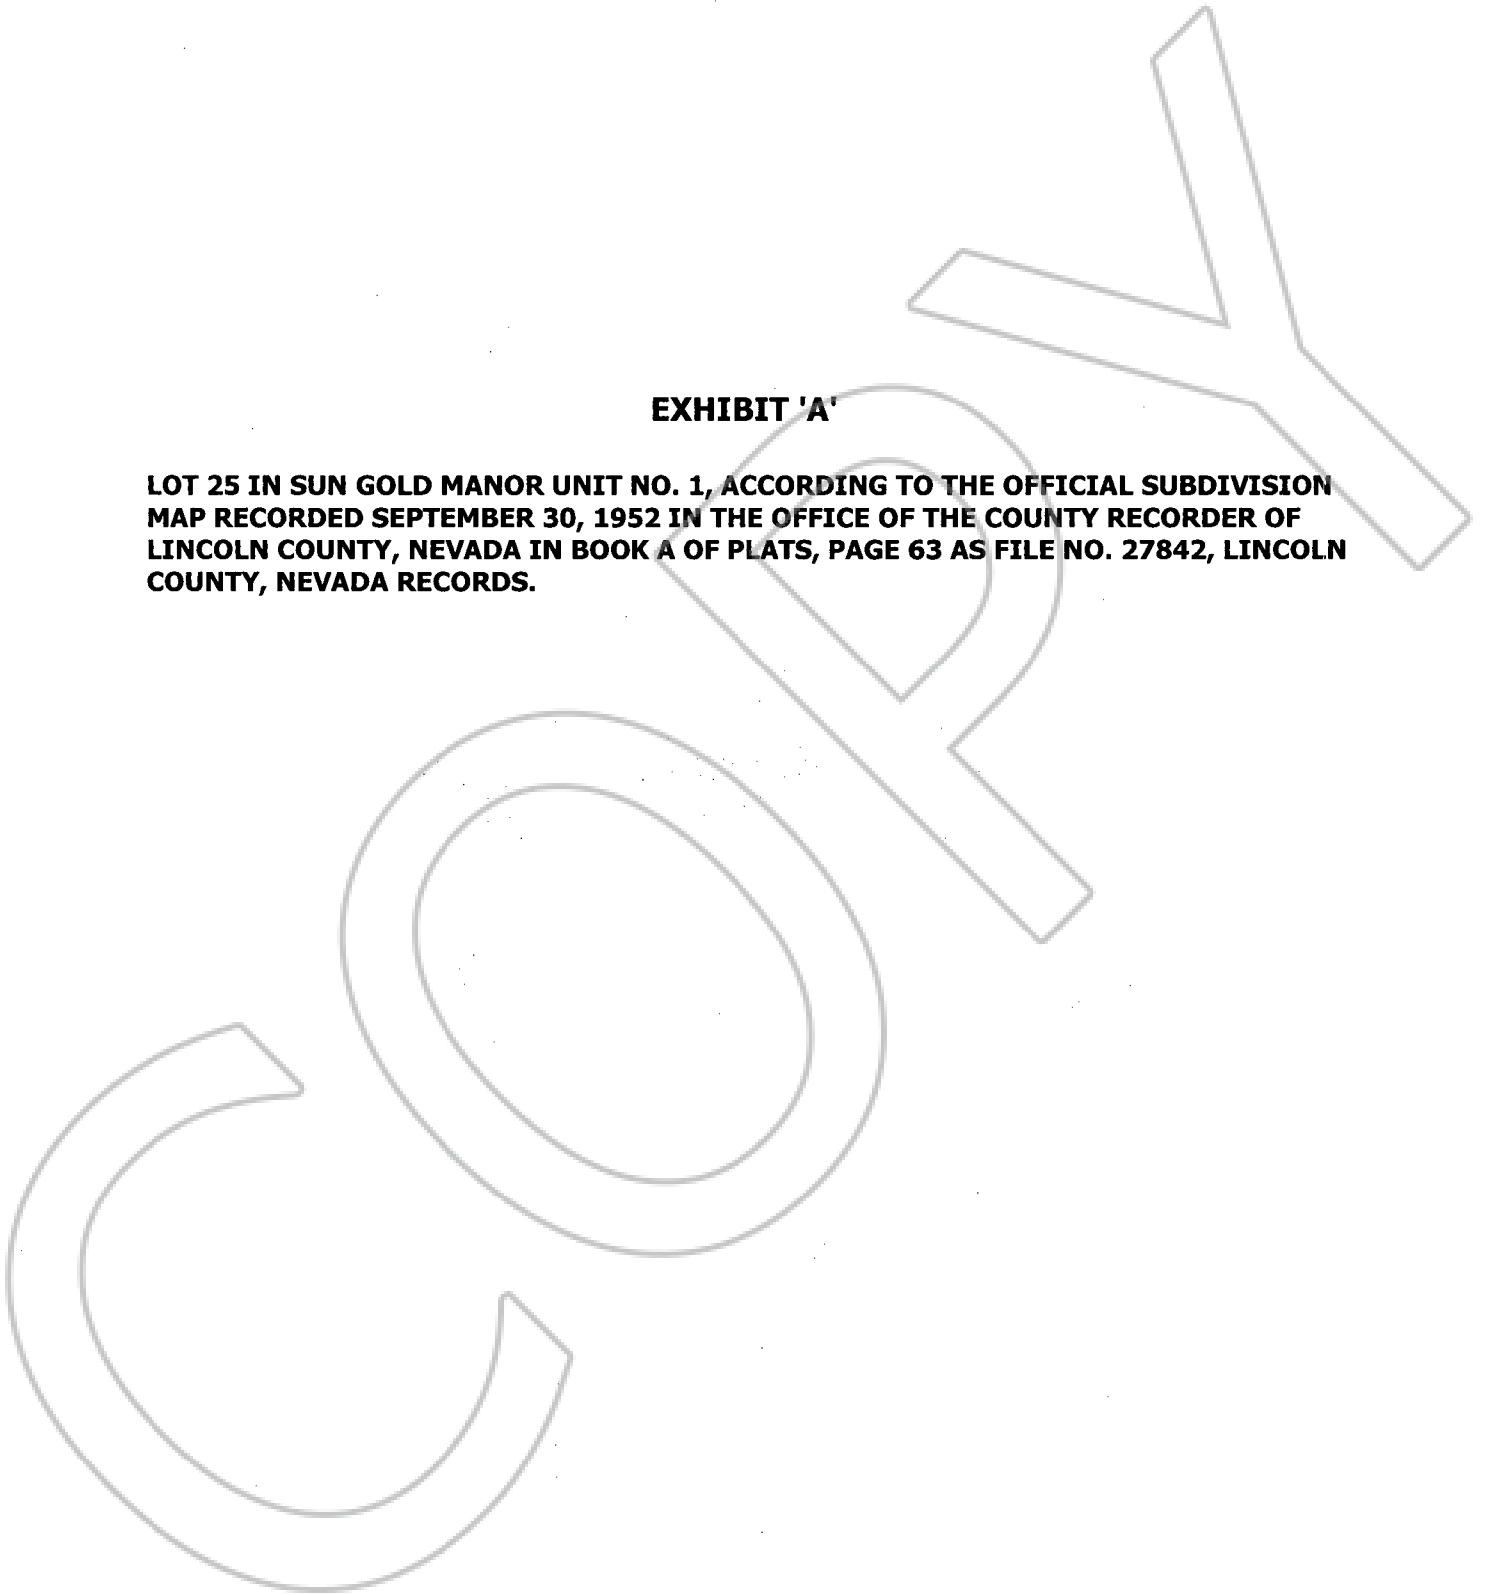 EXHIBIT 'A'
LOT 25 IN SUN GOLD MANOR UNIT NO. 1, ACCORDING TO THE OFFICIAL SUBDIVISION
MAP RECORDED SEPTEMBER 30, 1952 IN THE OFFICE OF THE COUNTY RECORDER OF
LINCOLN COUNTY, NEVADA IN BOOK A OF PLATS, PAGE 63 AS FILE NO. 27842, LINCOLN
COUNTY, NEVADA RECORDS.
COPY